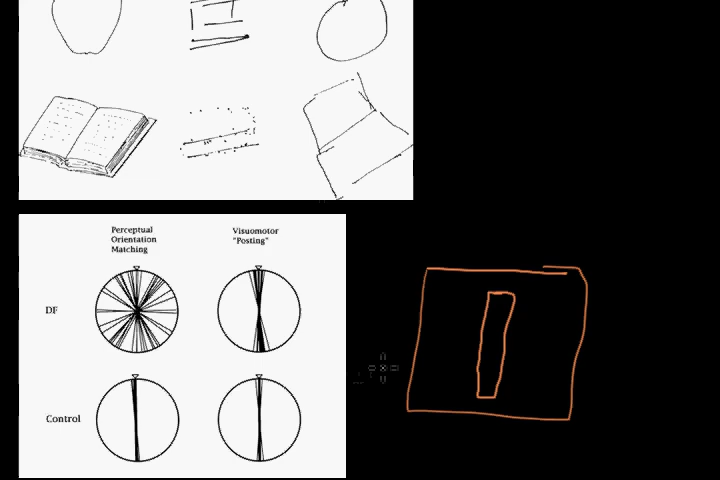 Perceptual
Orientation
Matching
Visuomotor
"Posting"
DF
Control